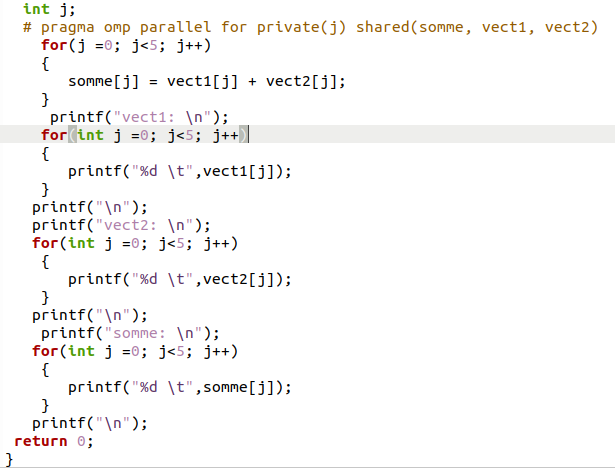 int j;
# pragma omp parallel for private(j) shared(somme, vect1, vect2)
for(j =0; j<5; j++)
{
somme[j] = vect1[j] + vect2[j];
}
printf("vect1: \n");
for(int j =0; j<5; j++)
{
printf("%d \t",vect1[j]);
}
printf("\n");
printf("vect2: \n");
for(int j =0; j<5; j++)
{
printf("%d \t",vect2[j]);
}
printf("\n");
printf("somme: \n");
for(int j =0; j<5; j++)
{
printf("%d \t",somme[j]);
}
printf("\n");
return 0;
}